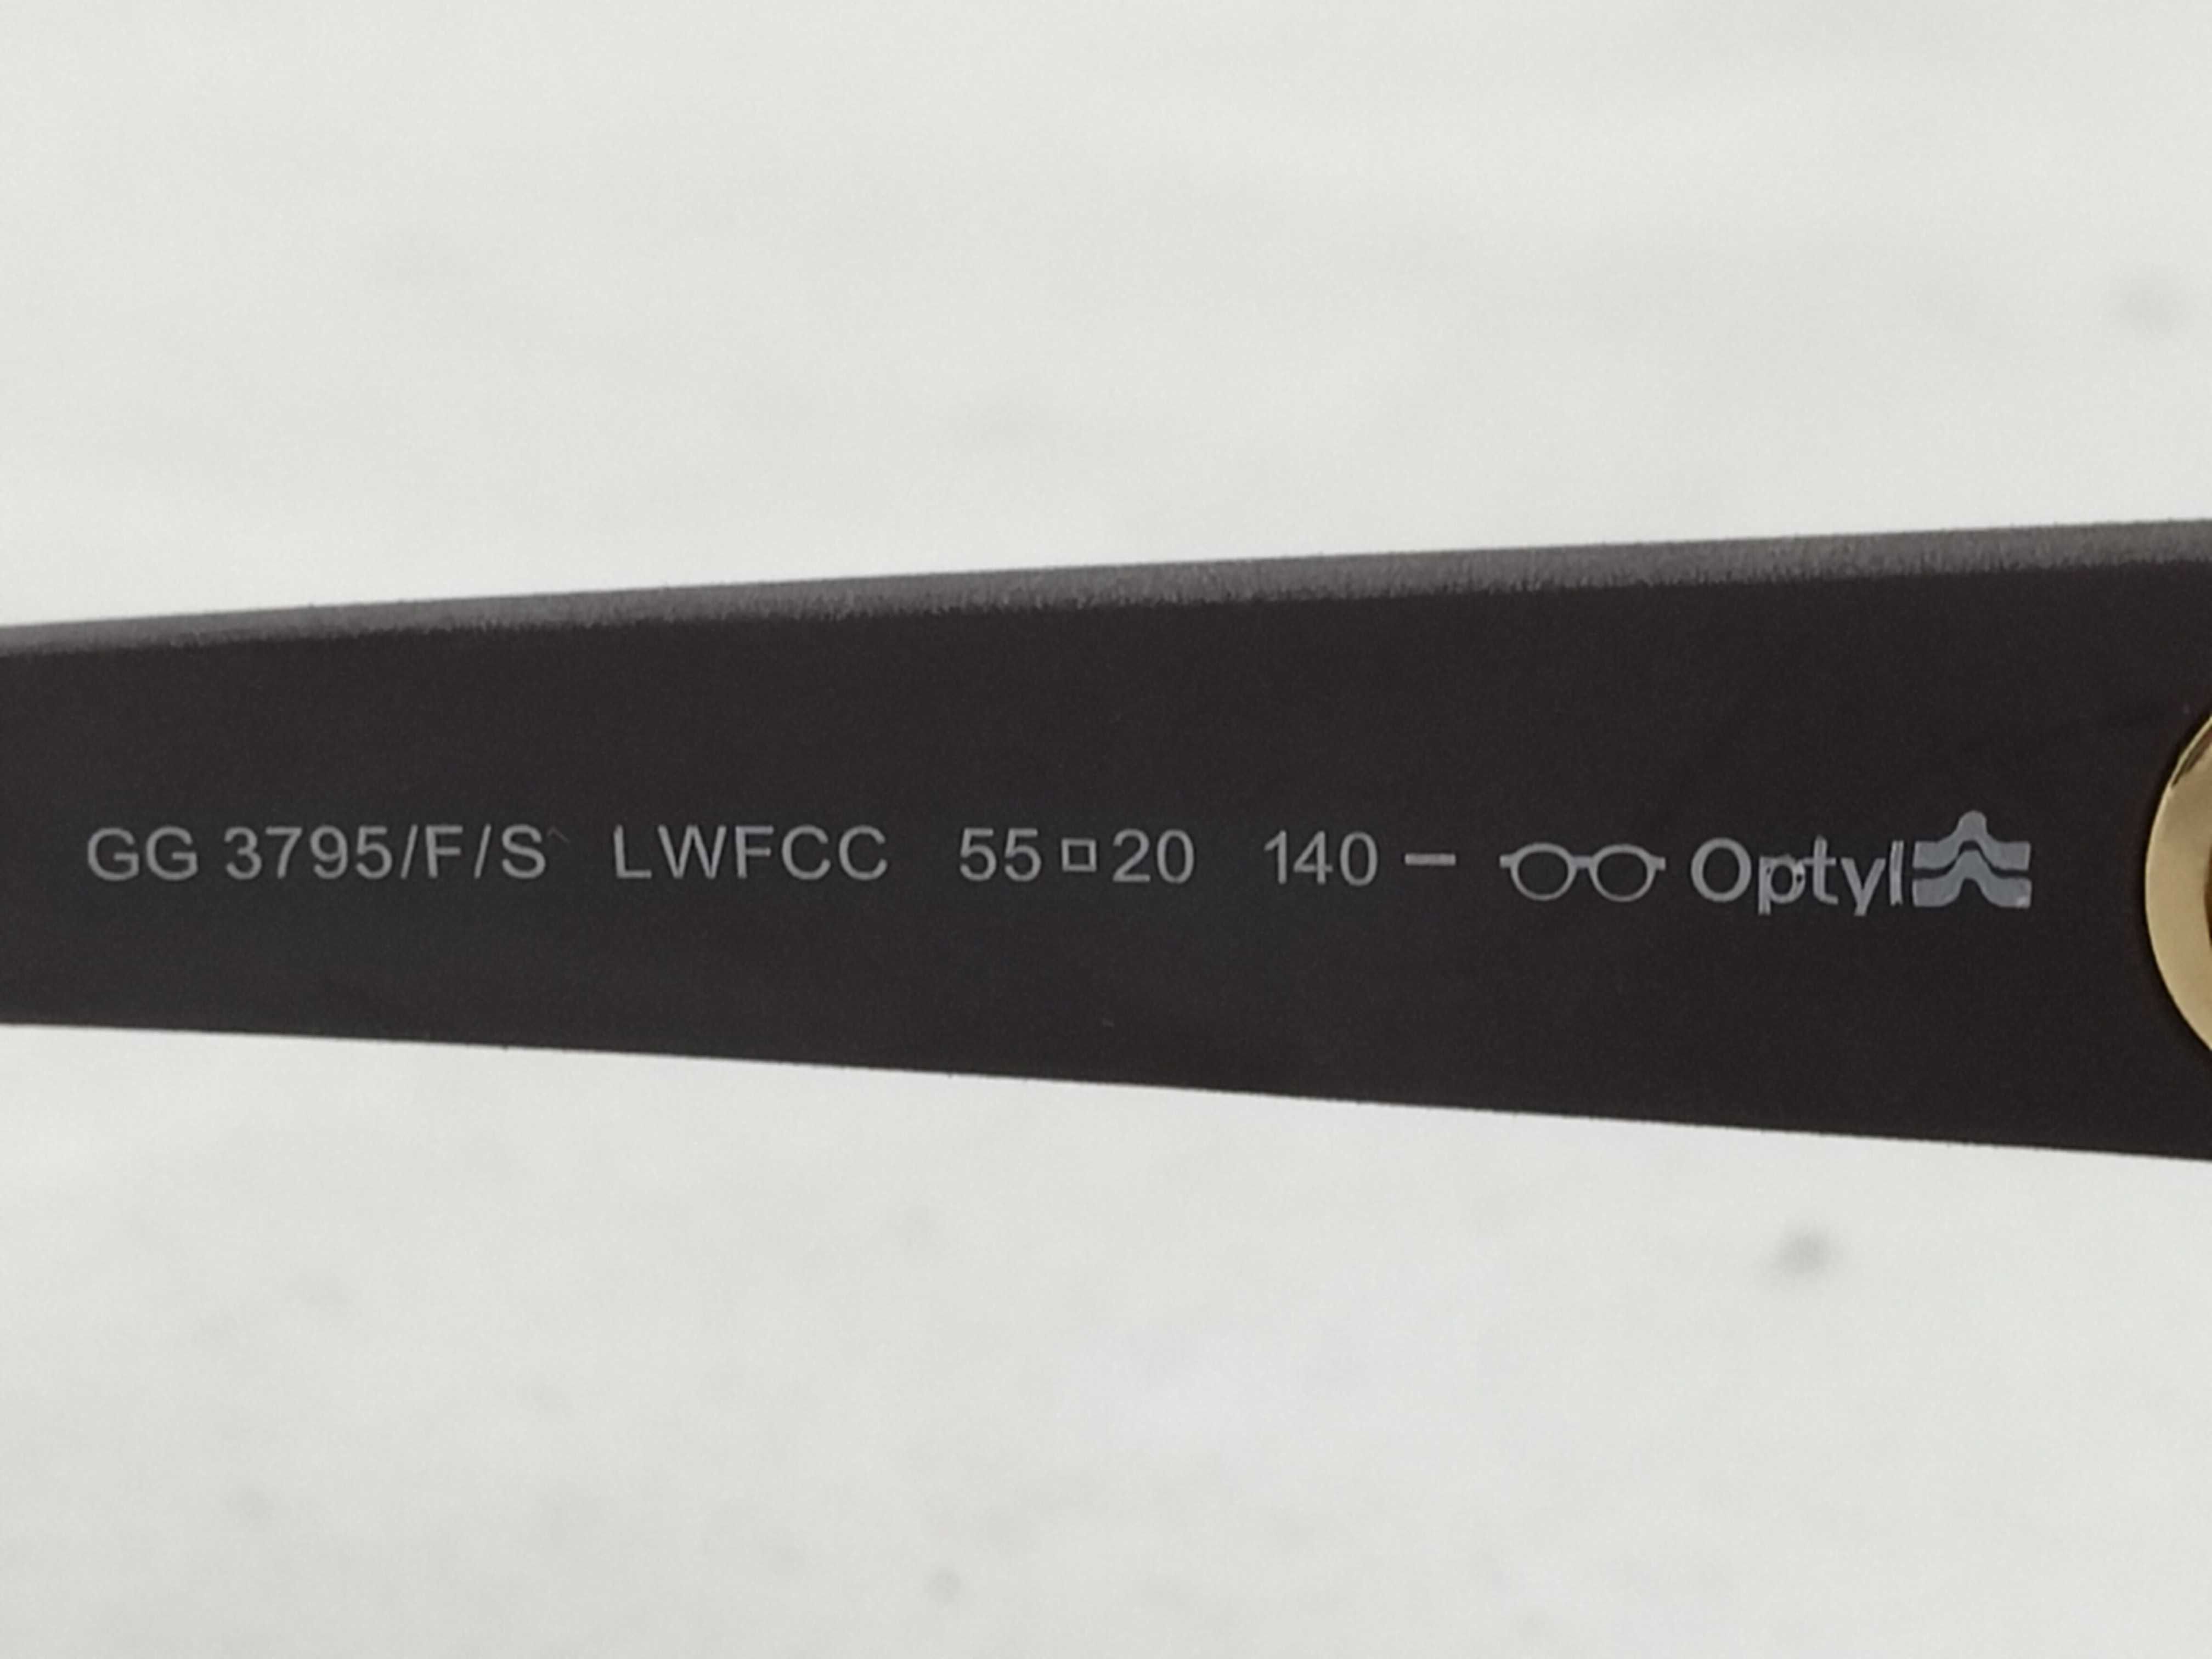 GG 3795/F/S LWFCC 55□20 140 — Optyl